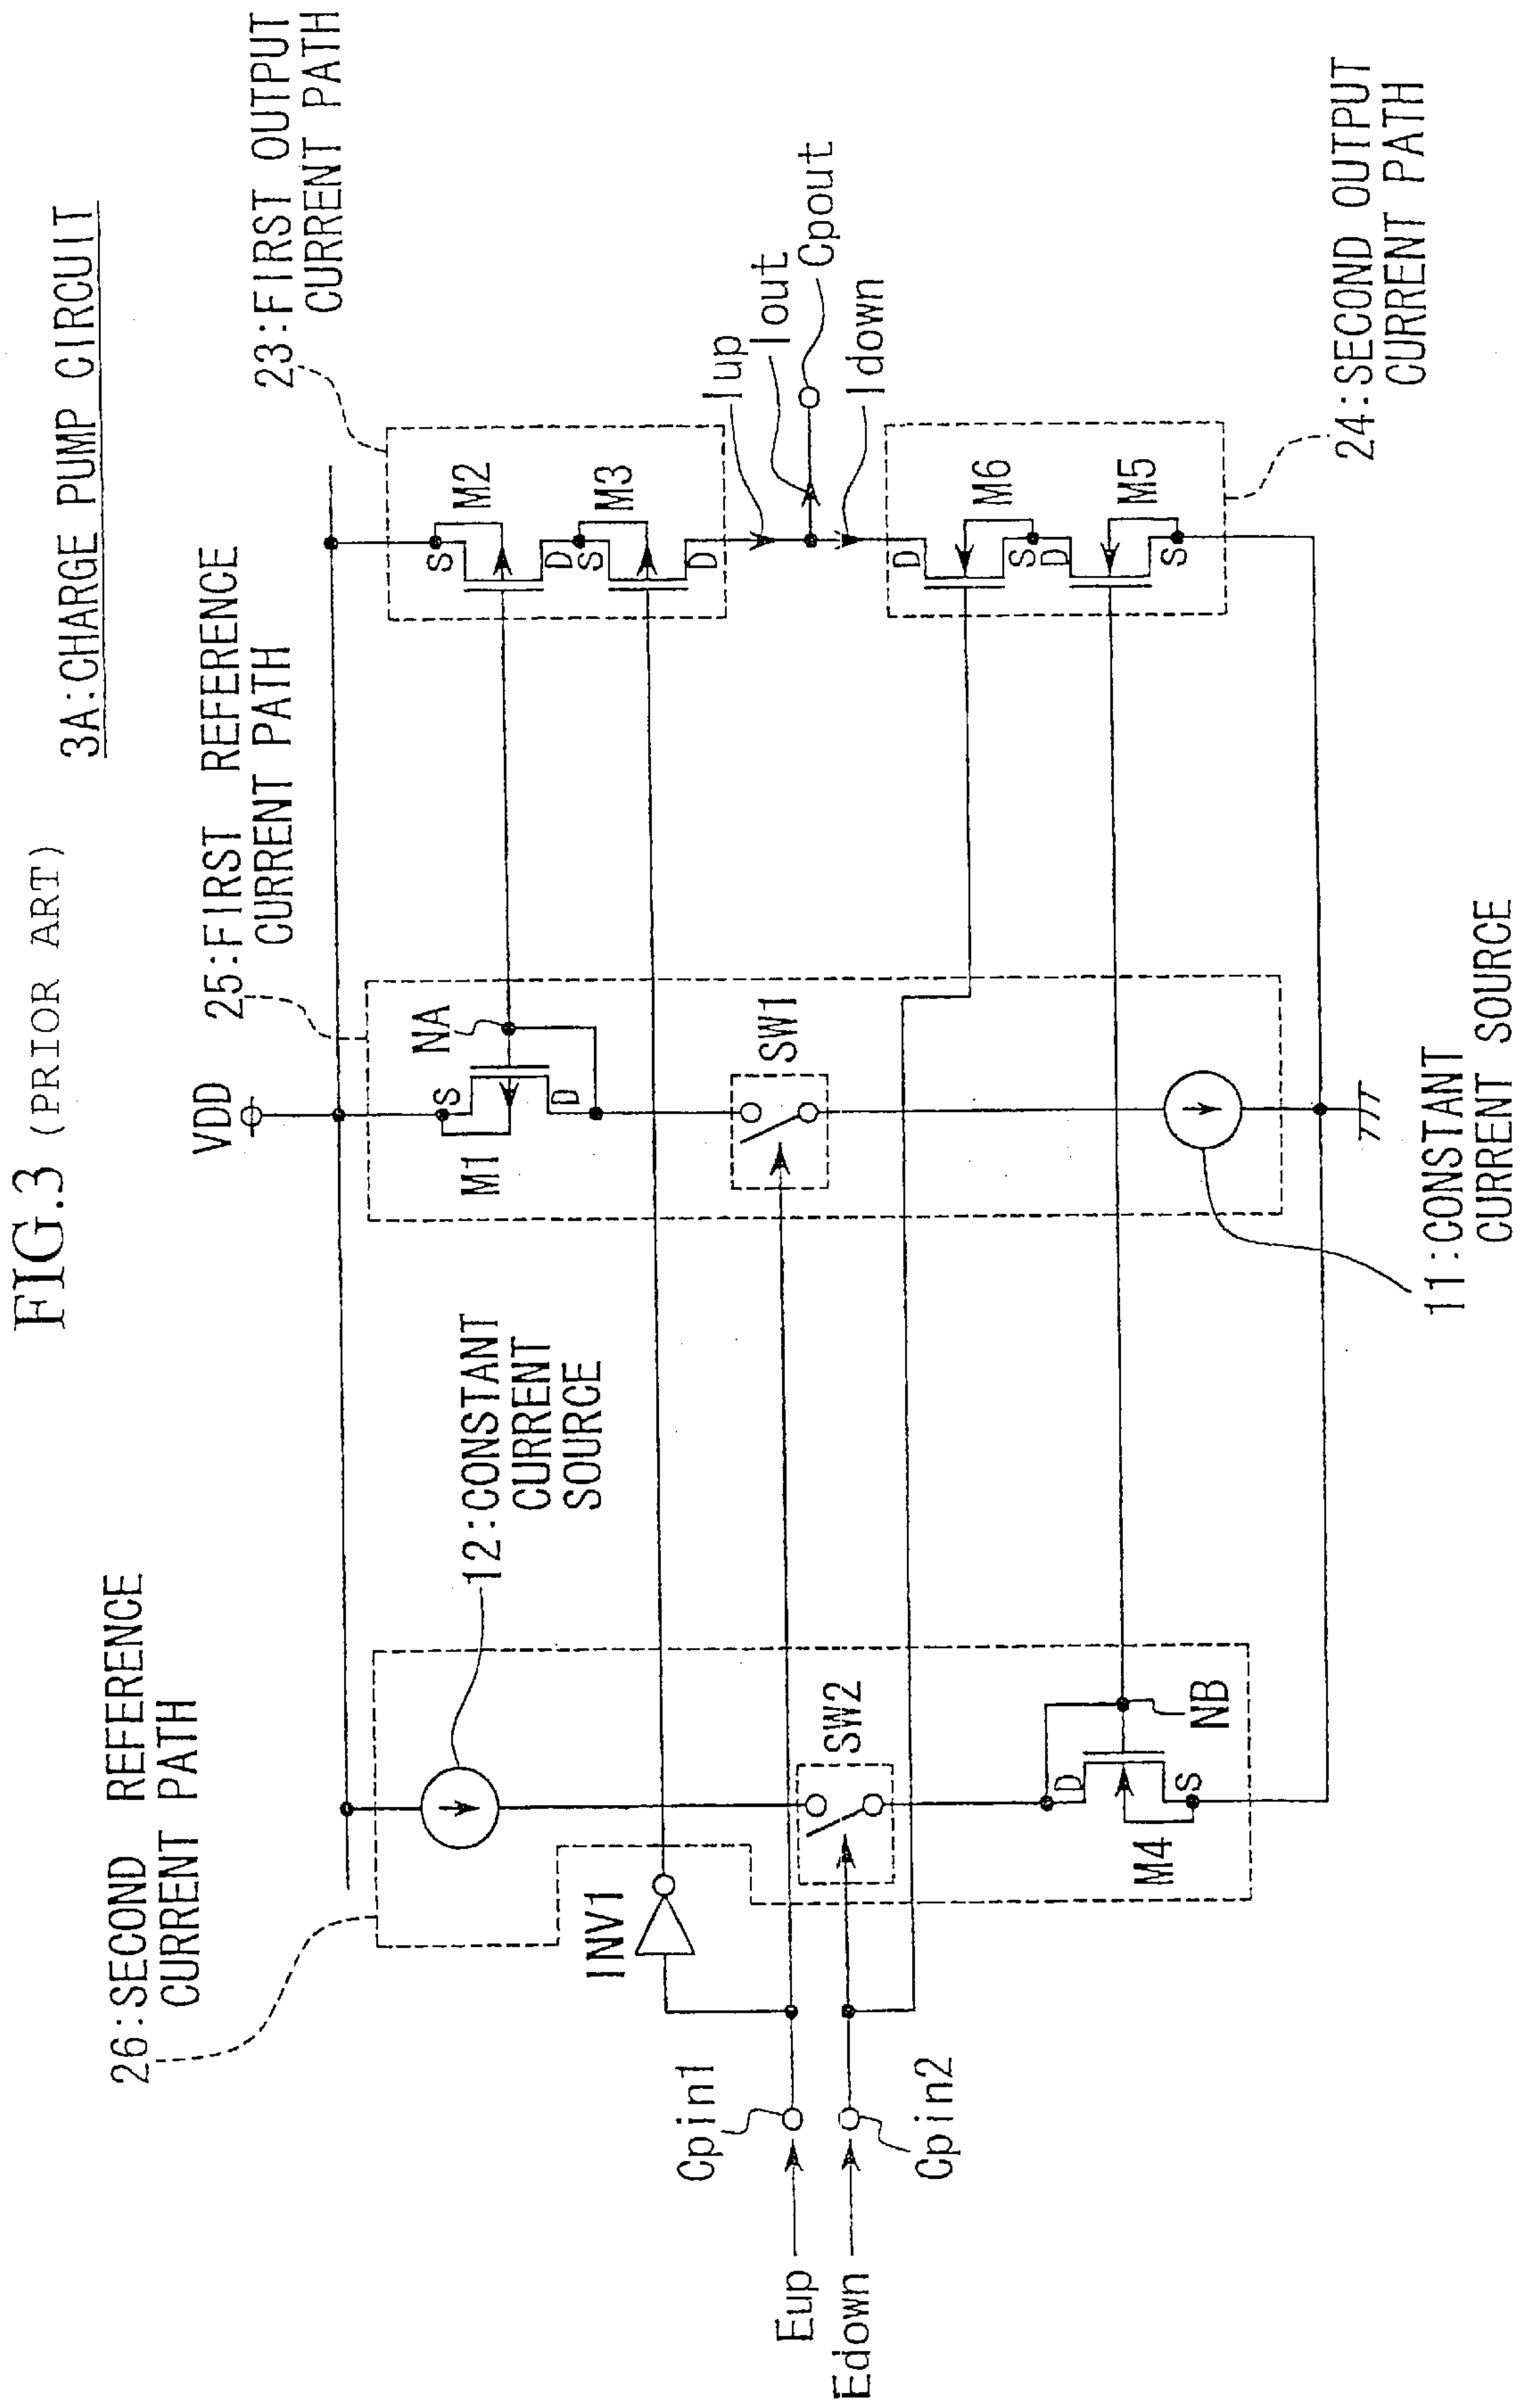 FIG.3 (PRIOR ART)
3A:CHARGE PUMP CIRCUIT
26:SECOND REFERENCE
CURRENT PATH
VDD
25:FIRST REFERENCE
CURRENT PATH
23:FIRST OUTPUT
CURRENT PATH
12:CONSTANT
CURRENT
SOURCE
M1
S
D
NA
S
M2
D
S
M3
D
INV1
SW1
Iup
Iout
Cpout
Idown
Cpin1
Eup
Edown
Cpin2
SW2
D
M6
S
D
M5
S
M4
D
S
NB
11:CONSTANT
CURRENT SOURCE
24:SECOND OUTPUT
CURRENT PATH